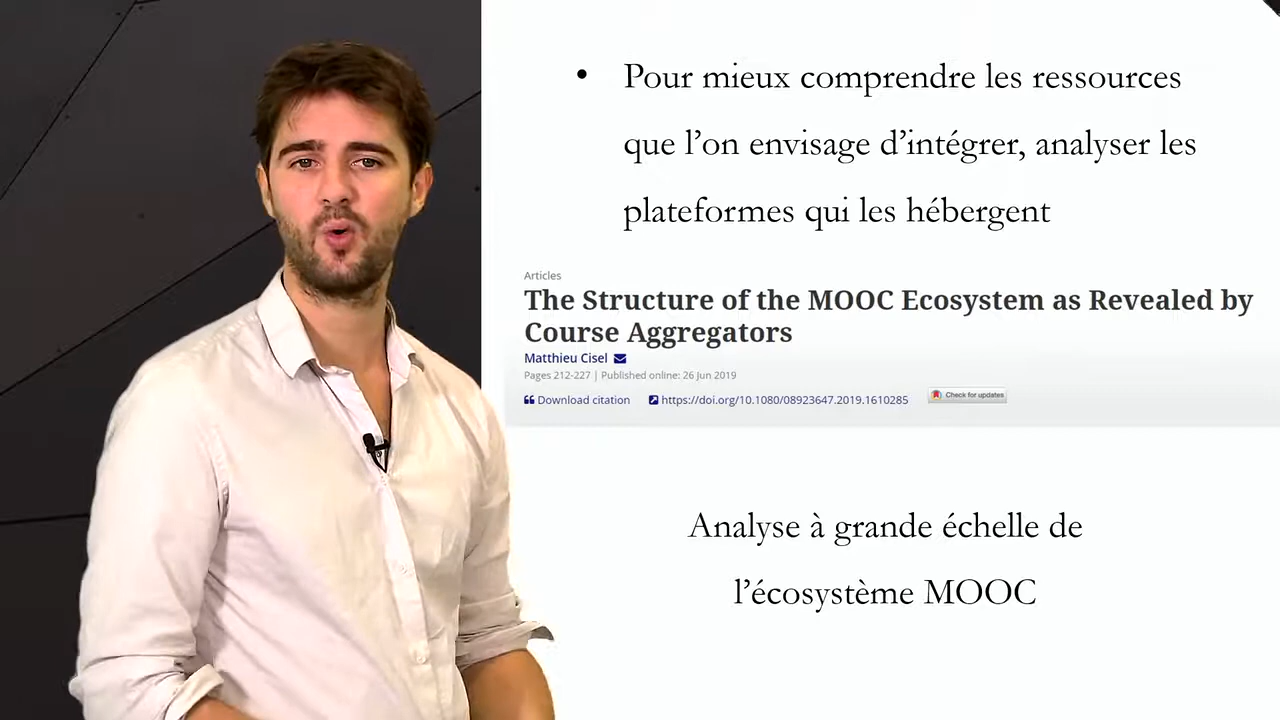 • Pour mieux comprendre les ressources
que l’on envisage d’intégrer, analyser les
plateformes qui les hébergent
Articles
The Structure of the MOOC Ecosystem as Revealed by
Course Aggregators
Matthieu Cisel
Pages 212-227 | Published online: 26 Jun 2019
Download citation https://doi.org/10.1080/08923647.2019.1610285 Check for updates
Analyse à grande échelle de
l’écosystème MOOC